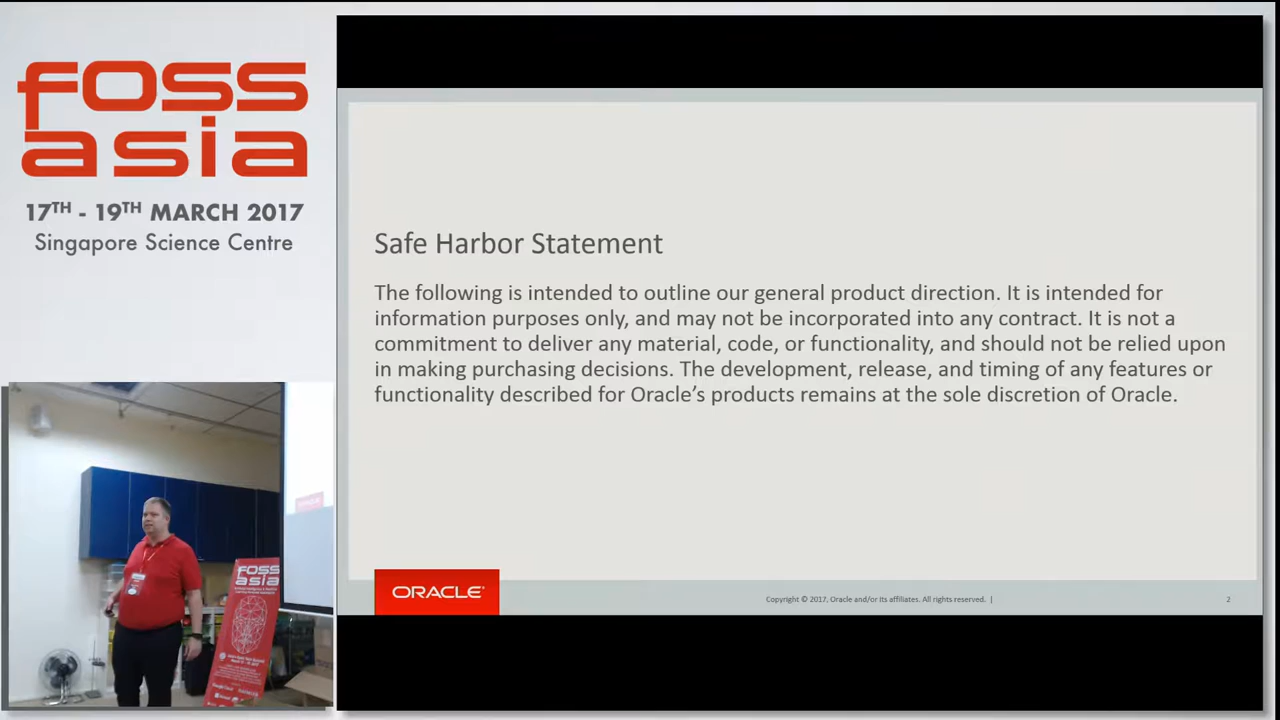 foss
asia
17TH - 19TH MARCH 2017
Singapore Science Centre
Safe Harbor Statement
The following is intended to outline our general product direction. It is intended for
information purposes only, and may not be incorporated into any contract. It is not a
commitment to deliver any material, code, or functionality, and should not be relied upon
in making purchasing decisions. The development, release, and timing of any features or
functionality described for Oracle’s products remains at the sole discretion of Oracle.
ORACLE
Copyright © 2017, Oracle and/or its affiliates. All rights reserved. |
2
foss
asia